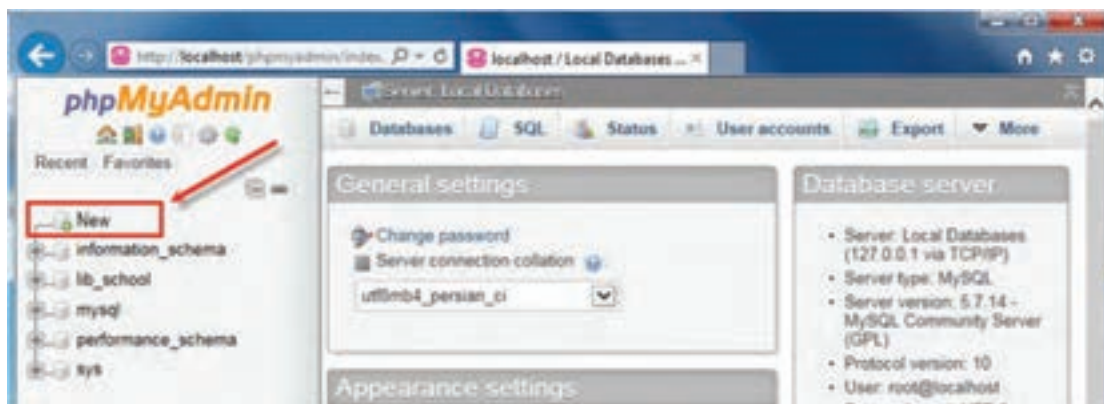 http://localhost/phpmyadmin/index.
localhost / Local Databases ...
phpMyAdmin
Recent Favorites
New
information_schema
lib_school
mysql
performance_schema
sys
Server: Local Databases
Databases SQL Status User accounts Export More
General settings
Change password
Server connection collation
utf8mb4_persian_ci
Appearance settings
Database server
Server: Local Databases
(127.0.0.1 via TCP/IP)
Server type: MySQL
Server version: 5.7.14 -
MySQL Community Server
(GPL)
Protocol version: 10
User: root@localhost